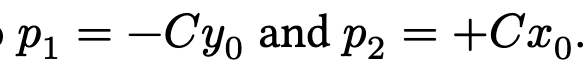 p₁ = −Cy₀ and p₂ = +Cx₀.